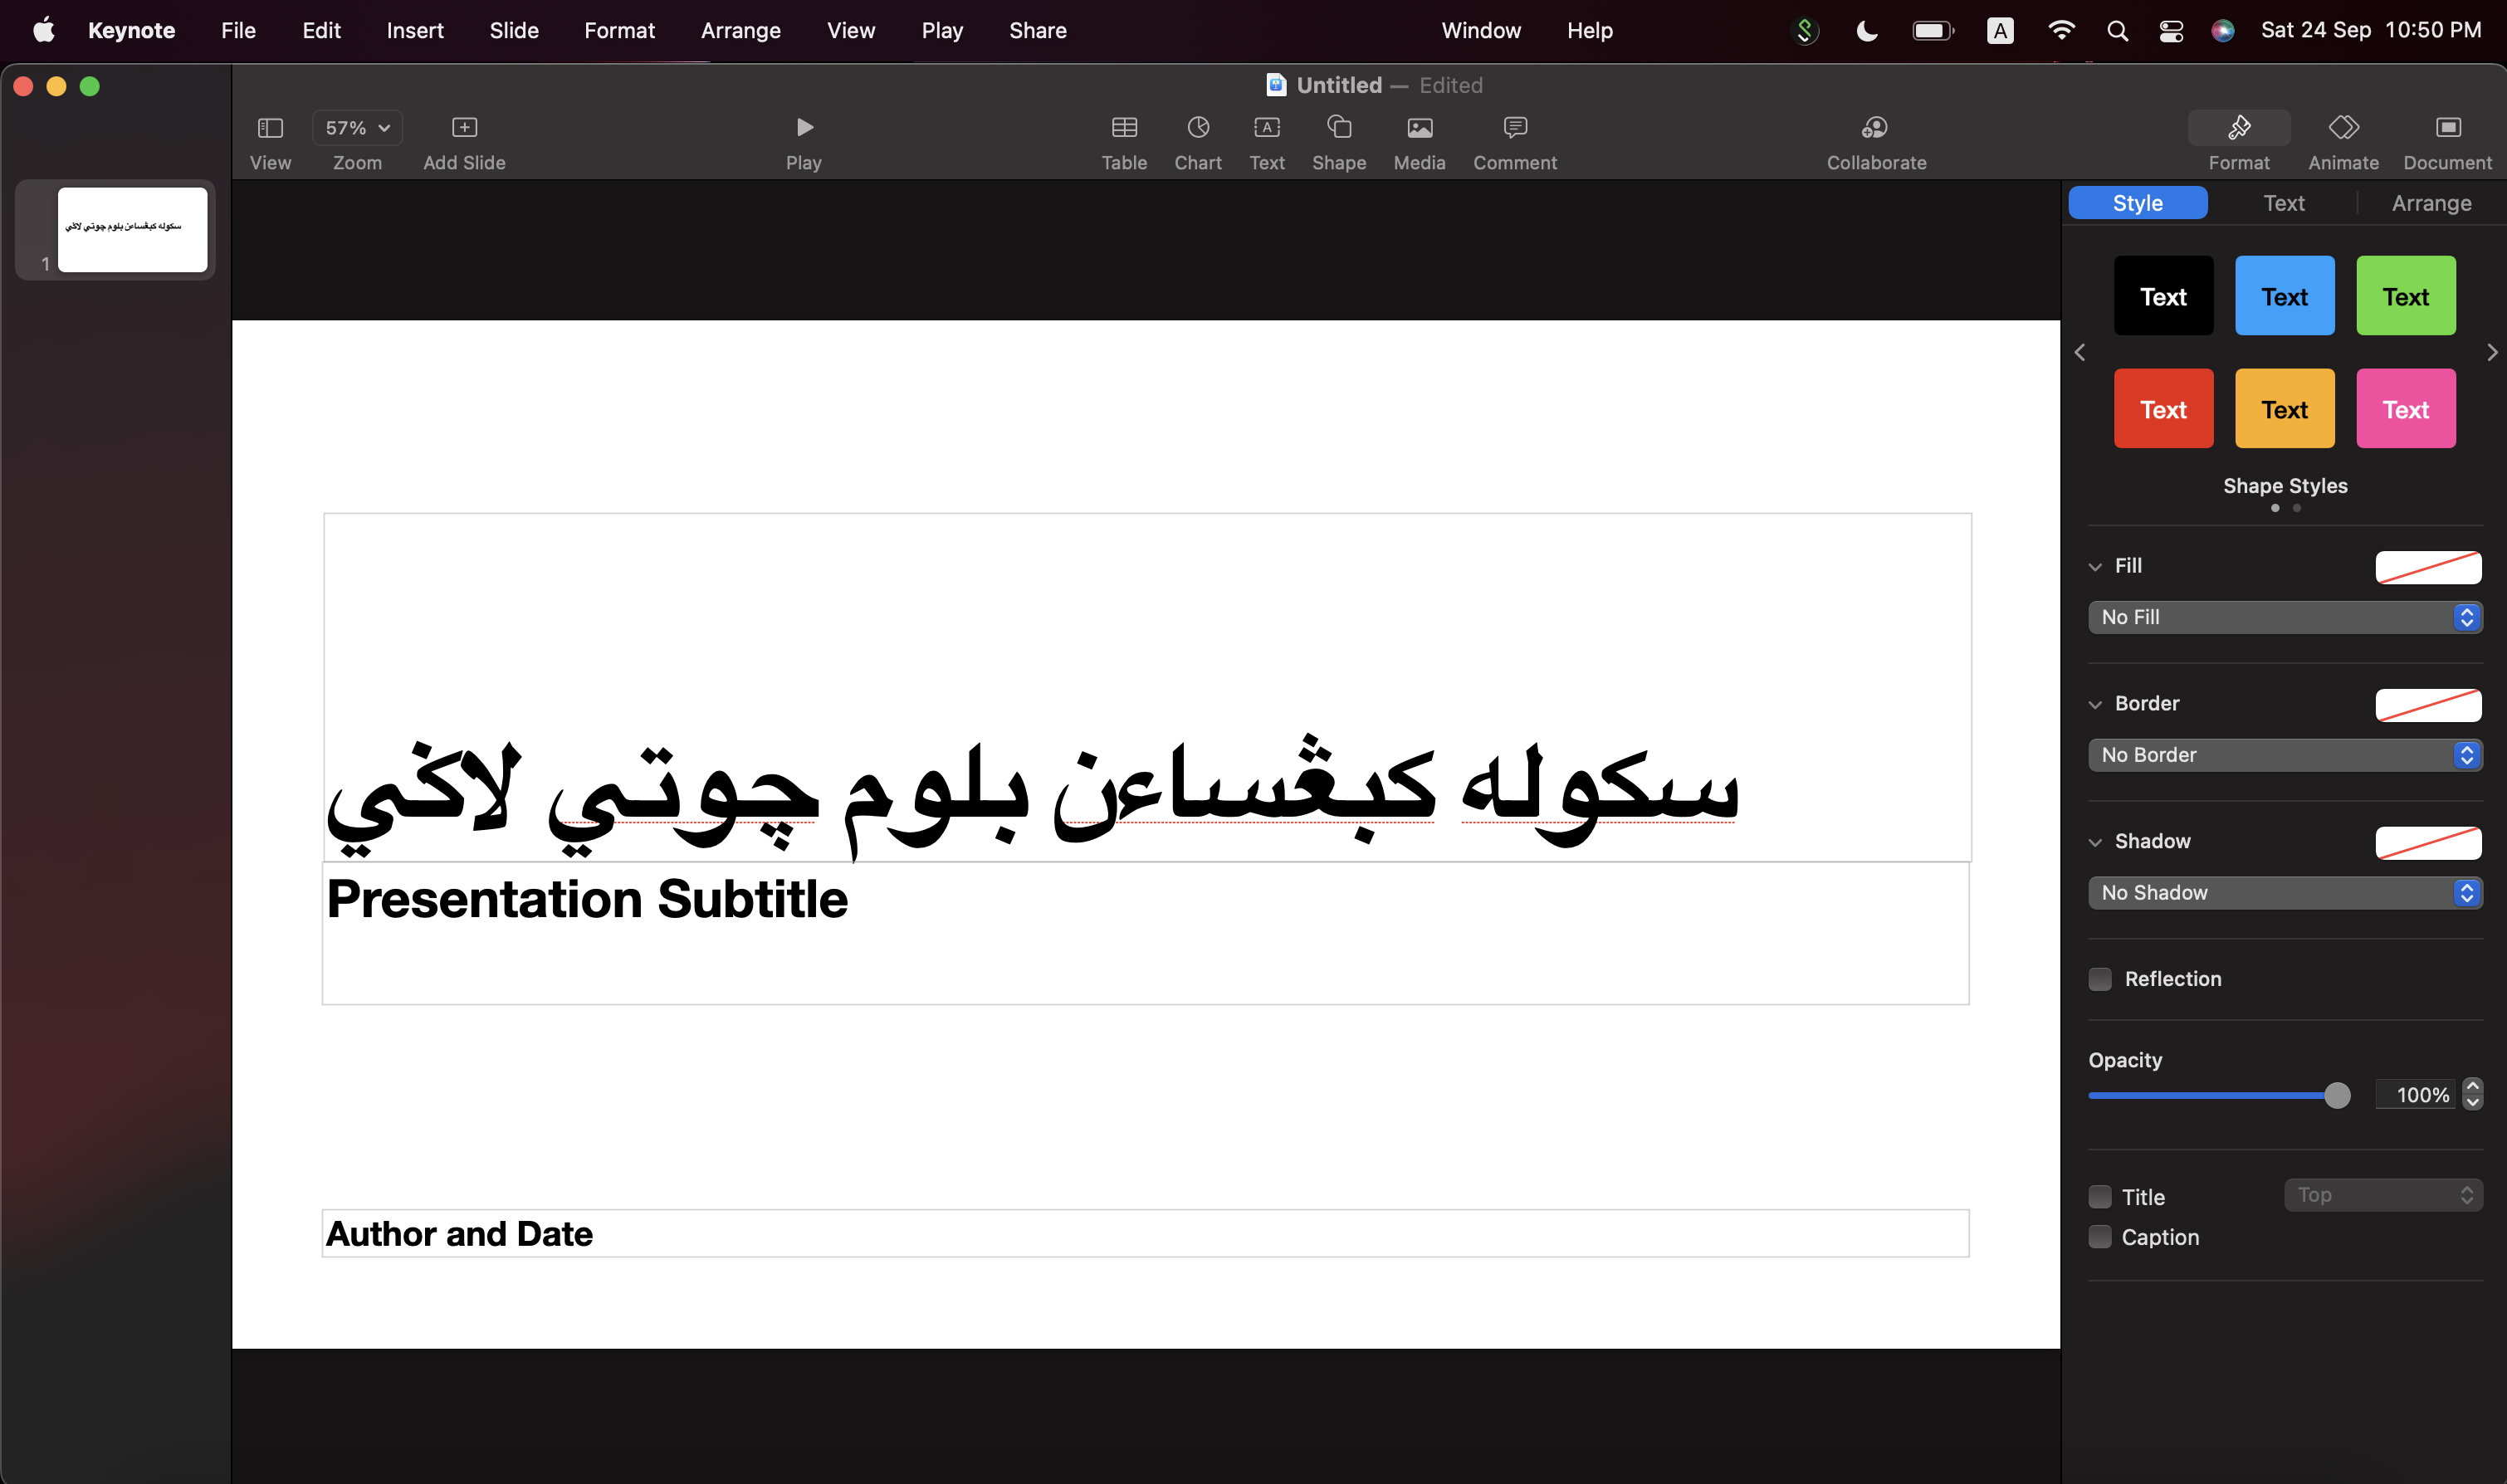 Keynote File Edit Insert Slide Format Arrange View Play Share Window Help A Sat 24 Sep 10:50 PM
Untitled — Edited
57%
View Zoom Add Slide Play Table Chart Text Shape Media Comment Collaborate Format Animate Document
Style Text Arrange
سکوله کبڠساءن بلوم چوتي لاݢي
1
Text Text Text
Text Text Text
Shape Styles
Fill
No Fill
Border
No Border
سکوله کبڠساءن بلوم چوتي لاݢي
Presentation Subtitle
Author and Date
Shadow
No Shadow
Reflection
Opacity
100%
Title Top
Caption